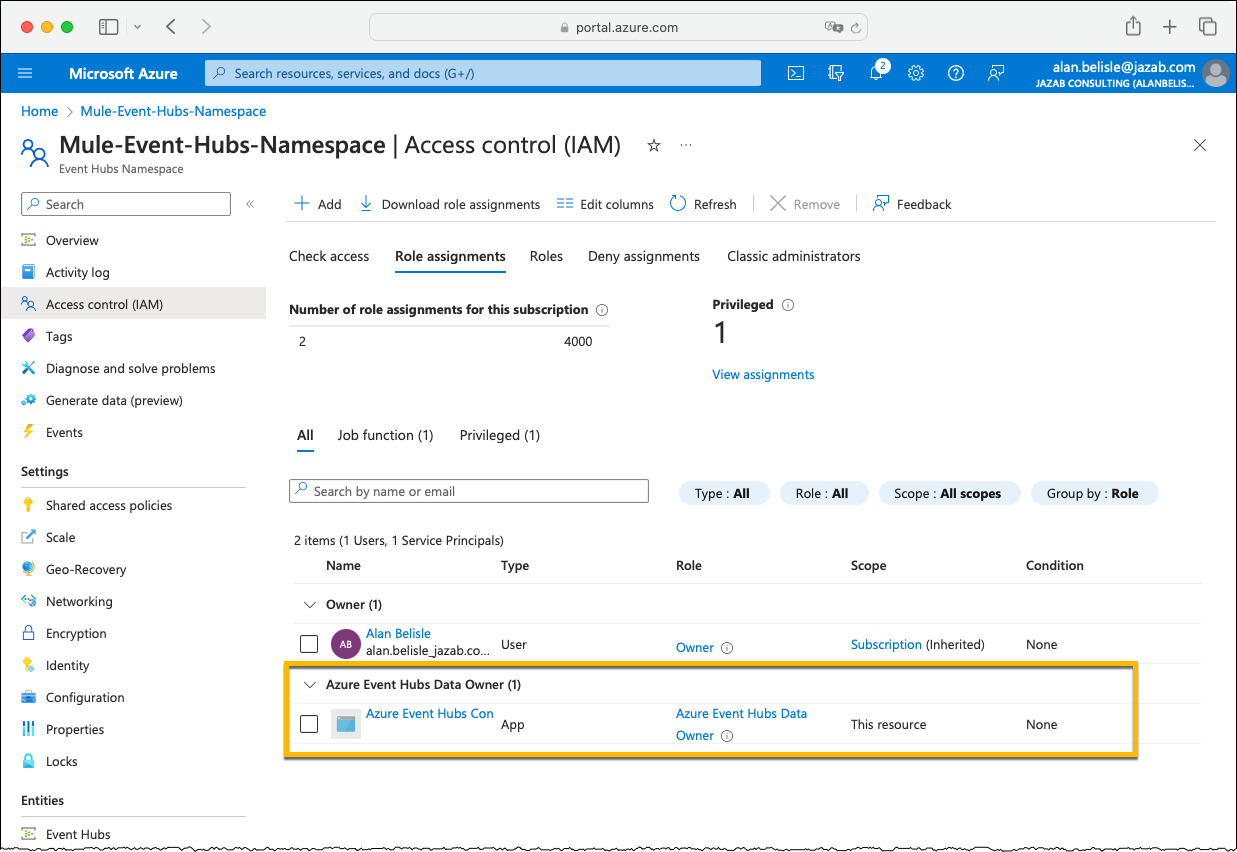 portal.azure.com
Microsoft Azure
Search resources, services, and docs (G+/)
2
alan.belisle@jazab.com
JAZAB CONSULTING (ALANBELIS...
Home > Mule-Event-Hubs-Namespace
Mule-Event-Hubs-Namespace | Access control (IAM)
Event Hubs Namespace
Search
Overview
Activity log
Access control (IAM)
Tags
Diagnose and solve problems
Generate data (preview)
Events
Settings
Shared access policies
Scale
Geo-Recovery
Networking
Encryption
Identity
Configuration
Properties
Locks
Entities
Event Hubs
Add Download role assignments Edit columns Refresh Remove Feedback
Check access Role assignments Roles Deny assignments Classic administrators
Number of role assignments for this subscription
2 4000
Privileged
1
View assignments
All Job function (1) Privileged (1)
Search by name or email
Type : All Role : All Scope : All scopes Group by : Role
2 items (1 Users, 1 Service Principals)
Name Type Role Scope Condition
Owner (1)
AB Alan Belisle
alan.belisle_jazab.co... User Owner Subscription (Inherited) None
Azure Event Hubs Data Owner (1)
Azure Event Hubs Con App Azure Event Hubs Data This resource None
Owner